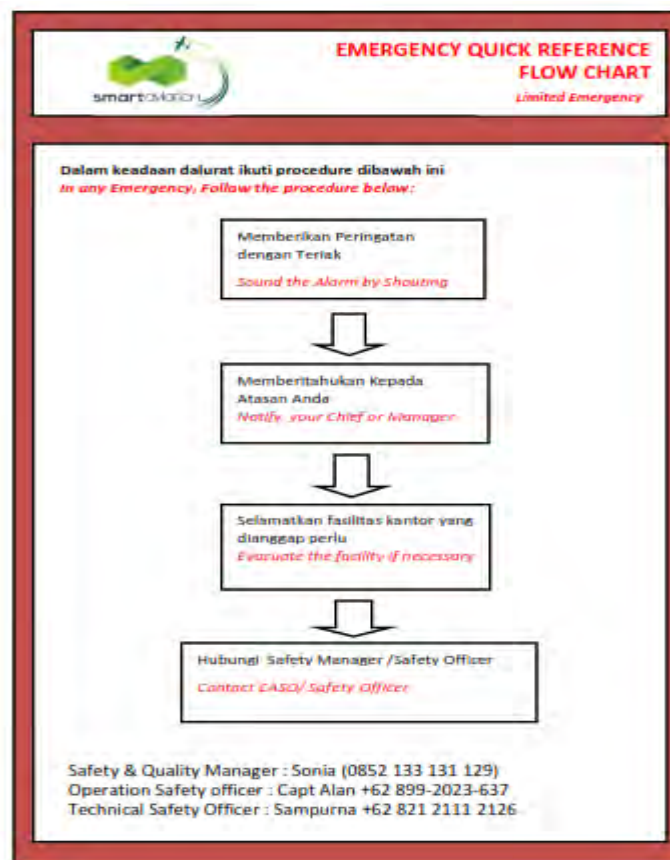 smartaviation
EMERGENCY QUICK REFERENCE
FLOW CHART
Limited Emergency
Dalam keadaan dalurat ikuti procedure dibawah ini
In any Emergency, Follow the procedure below:
Memberikan Peringatan
dengan Teriak
Sound the Alarm by Shouting
Memberitahukan Kepada
Atasan Anda
Notify your Chief or Manager
Selamatkan fasilitas kantor yang
dianggap perlu
Evacuate the facility if necessary
Hubungi Safety Manager /Safety Officer
Contact EASO/ Safety Officer
Safety & Quality Manager : Sonia (0852 133 131 129)
Operation Safety officer : Capt Alan +62 899-2023-637
Technical Safety Officer : Sampurna +62 821 2111 2126